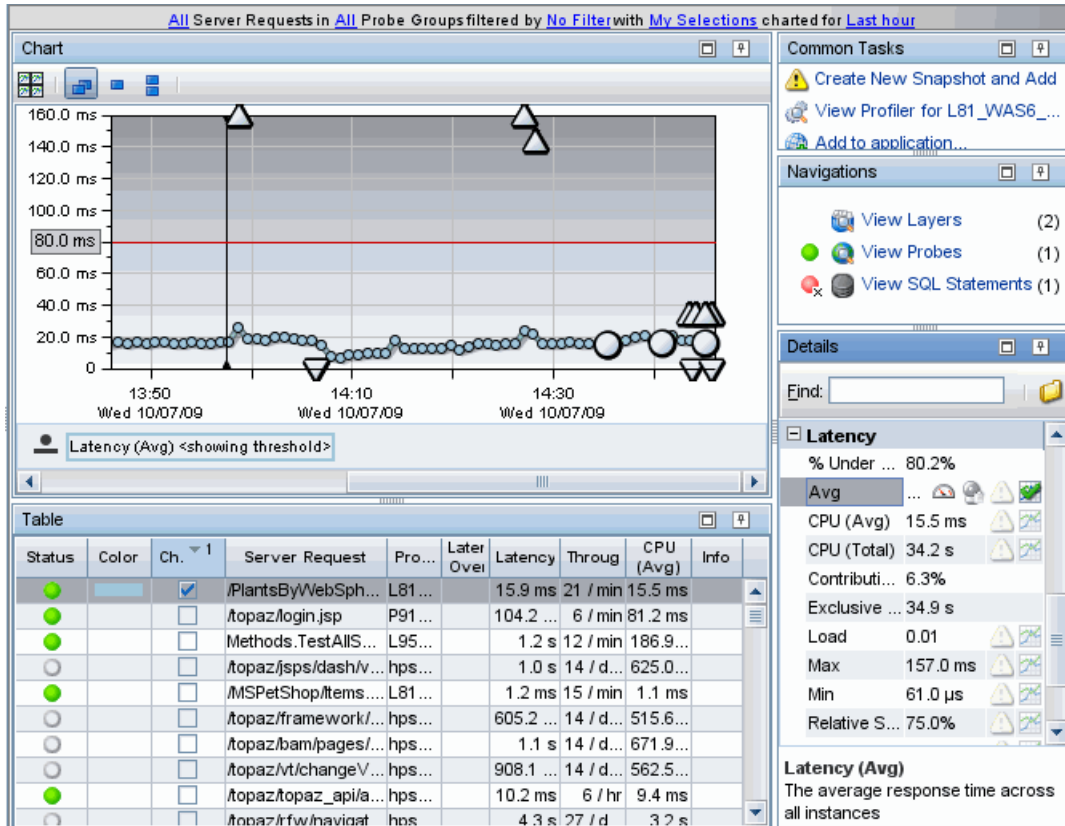 All Server Requests in All Probe Groups filtered by No Filter with My Selections charted for Last hour
Chart
160.0 ms
140.0 ms
120.0 ms
100.0 ms
80.0 ms
60.0 ms
40.0 ms
20.0 ms
0
13:50
Wed 10/07/09
14:10
Wed 10/07/09
14:30
Wed 10/07/09
Latency (Avg) <showing threshold>
Table
Status Color Ch. 1 Server Request Pro... Later Over Latency Throug CPU (Avg) Info
/PlantsByWebSph... L81... 15.9 ms 21 / min 15.5 ms
/topaz/login.jsp P91... 104.2 ... 6 / min 81.2 ms
Methods.TestAllS... L95... 1.2 s 12 / min 186.9...
/topaz/jsps/dash/v... hps... 1.0 s 14 / d... 625.0...
/MSPetShop/Items.... L81... 1.2 ms 15 / min 1.1 ms
/topaz/framework/... hps... 605.2 ... 14 / d... 515.6...
/topaz/bam/pages/... hps... 1.1 s 14 / d... 671.9...
/topaz/vt/changeV... hps... 908.1 ... 14 / d... 562.5...
/topaz/topaz_api/a... hps... 10.2 ms 6 / hr 9.4 ms
/topaz/rfw/navigat hps 4.3 s 27 / d 3.2 s
Common Tasks
Create New Snapshot and Add
View Profiler for L81_WAS6_...
Add to application...
Navigations
View Layers (2)
View Probes (1)
View SQL Statements (1)
Details
Find:
Latency
% Under ... 80.2%
Avg ...
CPU (Avg) 15.5 ms
CPU (Total) 34.2 s
Contributi... 6.3%
Exclusive ... 34.9 s
Load 0.01
Max 157.0 ms
Min 61.0 µs
Relative S... 75.0%
Latency (Avg)
The average response time across
all instances